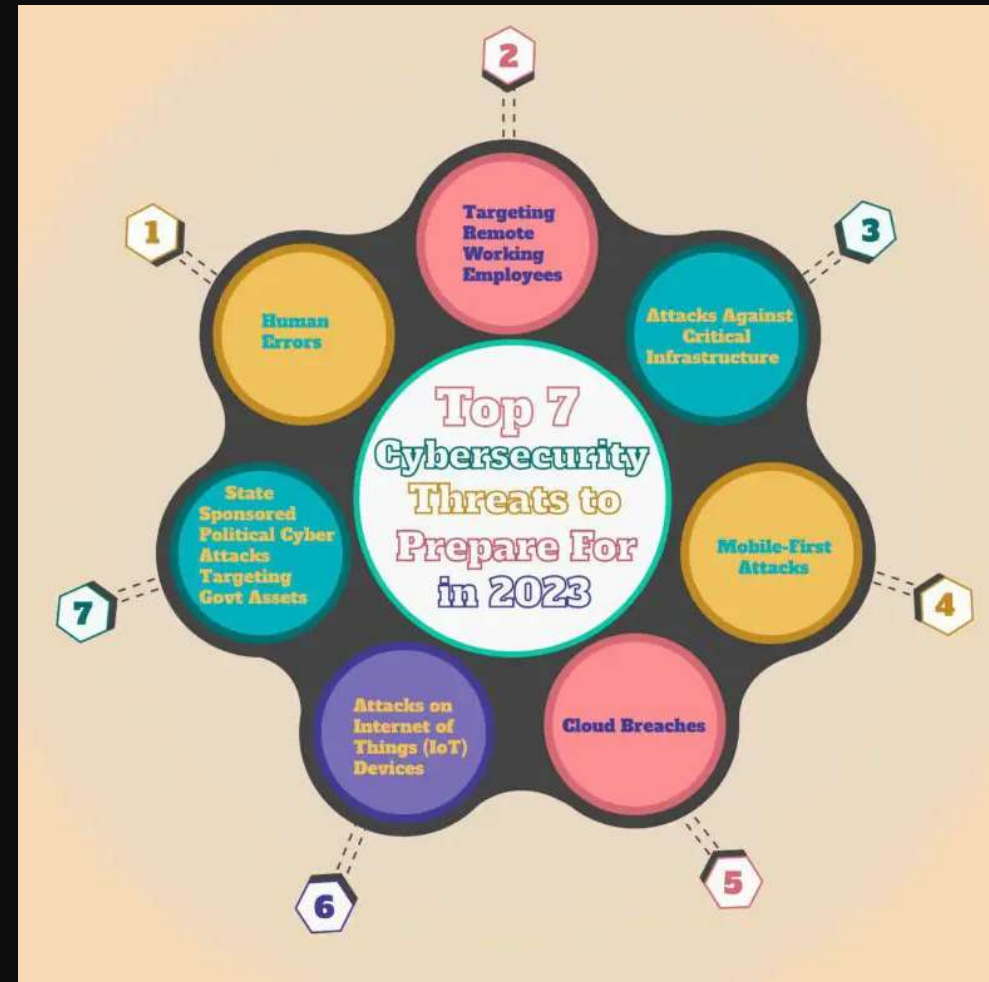 Top 7
Cybersecurity
Threats to
Prepare For
in 2023
1
Human
Errors
2
Targeting
Remote
Working
Employees
3
Attacks Against
Critical
Infrastructure
4
Mobile-First
Attacks
5
Cloud Breaches
6
Attacks on
Internet of
Things (IoT)
Devices
7
State
Sponsored
Political Cyber
Attacks
Targeting
Govt Assets